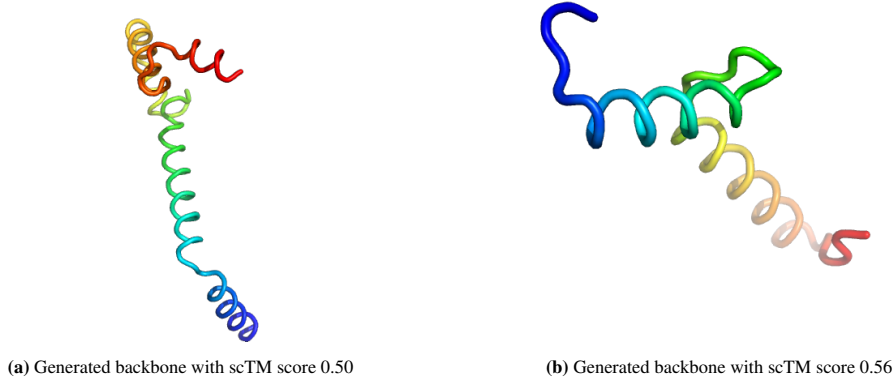 (a) Generated backbone with scTM score 0.50
(b) Generated backbone with scTM score 0.56